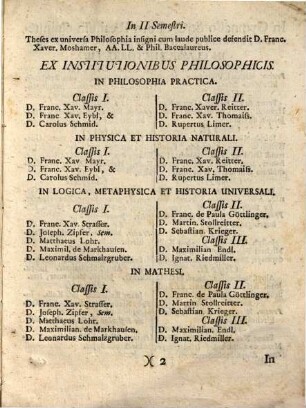 In II Semestri.
Theses ex universa Philosophia insigni cum laude publice defendit D. Franc.
Xaver. Moshamer, AA. LL. & Phil. Baccalaureus.
EX INSTITUTIONIBUS PHILOSOPHICIS.
IN PHILOSOPHIA PRACTICA.
Classis I.
D. Franc. Xav. Mayr.
D. Franc Xav. Eybl, &
D. Carolus Schmid.
Classis II.
D. Franc. Xaver. Reitter.
D. Franc. Xav. Thomaiss.
D. Rupertus Limer.
IN PHYSICA ET HISTORIA NATURALI.
Classis I.
D. Franc. Xav. Mayr.
D. Franc. Xav. Eybl, &
D. Carolus Schmid.
Classis II.
D. Franc. Xav. Reitter.
D. Franc. Xav. Thomaiss.
D. Rupertus Limer.
IN LOGICA, METAPHYSICA ET HISTORIA UNIVERSALI.
Classis I.
D. Franc. Xav. Strasser.
D. Joseph. Zipfer, Sem.
D. Matthaeus Lohr.
D. Maximil. de Markhausen.
D. Leonardus Schmalzgruber.
Classis II.
D. Franc. de Paula Göttlinger.
D. Martin. Stollreitter.
D. Sebastian. Krieger.
Classis III.
D. Maximilian Endl.
D. Ignat. Riedmiller.
IN MATHESI.
Classis I.
D. Franc. Xav. Strasser.
D. Joseph. Zipfer, Sem.
D. Matthaeus Lohr.
D. Maximilian. de Markhausen,
D. Leonardus Schmalzgruber.
Classis II.
D. Franc. de Paula Göttlinger.
D. Martin Stollreitter,
D. Sebastian Krieger.
Classis III.
D. Maximilian. Endl.
D. Ignat. Riedmiller.
)( 2
In